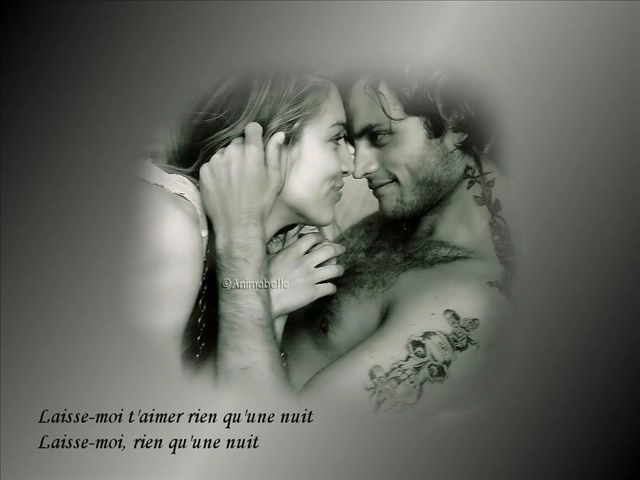 ©Animabelle
Laisse-moi t'aimer rien qu'une nuit
Laisse-moi, rien qu'une nuit